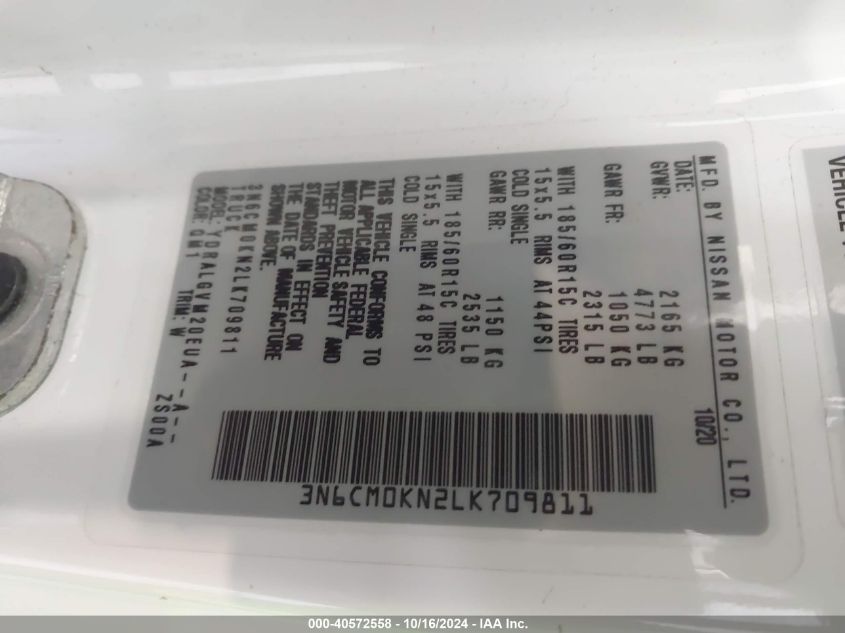 MFD. BY NISSAN MOTOR CO., LTD.
DATE: 10/20
GVWR: 2165 KG
4773 LB
GAWR FR: 1050 KG
2315 LB
WITH 185/60R15C TIRES
15x5.5 RIMS AT 44PSI
COLD SINGLE
GAWR RR: 1150 KG
2535 LB
WITH 185/60R15C TIRES
15x5.5 RIMS AT 48 PSI
COLD SINGLE
THIS VEHICLE CONFORMS TO
ALL APPLICABLE FEDERAL
MOTOR VEHICLE SAFETY AND
THEFT PREVENTION
STANDARDS IN EFFECT ON
THE DATE OF MANUFACTURE
SHOWN ABOVE.
3N6CM0KN2LK709811
TRUCK
MODEL: YDRALGVM20EUA--A--
COLOR: QM1 TRIM: W ZS00A
3N6CM0KN2LK709811
VEHICLE
000-40572558 - 10/16/2024 - IAA Inc.